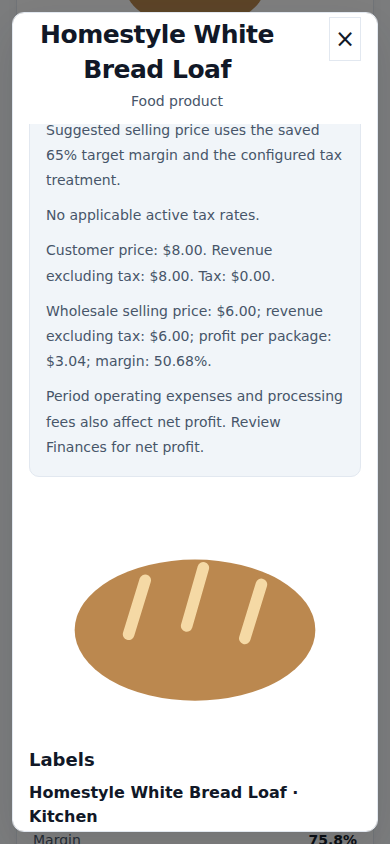 Homestyle White
Bread Loaf
×
Food product
Suggested selling price uses the saved
65% target margin and the configured tax
treatment.
No applicable active tax rates.
Customer price: $8.00. Revenue
excluding tax: $8.00. Tax: $0.00.
Wholesale selling price: $6.00; revenue
excluding tax: $6.00; profit per package:
$3.04; margin: 50.68%.
Period operating expenses and processing
fees also affect net profit. Review
Finances for net profit.
Labels
Homestyle White Bread Loaf ·
Kitchen
Margin 75.8%